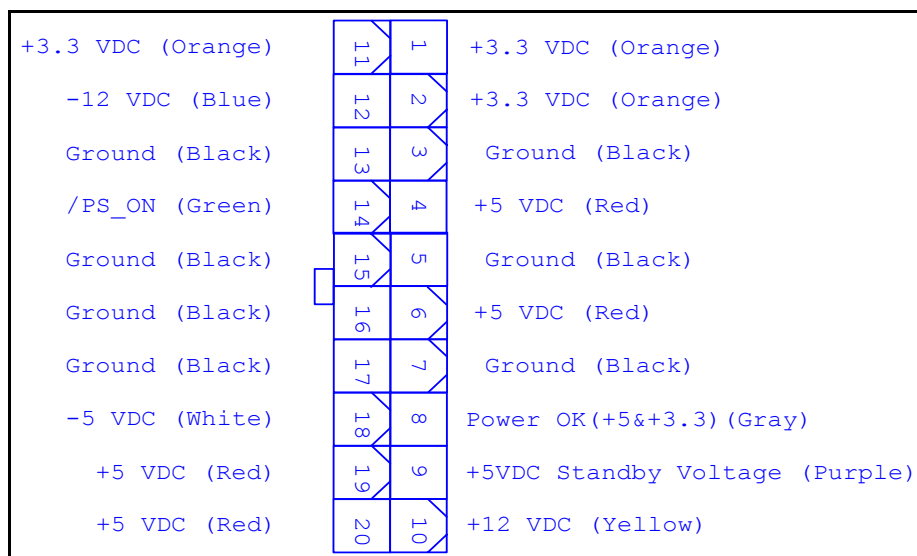 +3.3 VDC (Orange) 11 1 +3.3 VDC (Orange)
-12 VDC (Blue) 12 2 +3.3 VDC (Orange)
Ground (Black) 13 3 Ground (Black)
/PS_ON (Green) 14 4 +5 VDC (Red)
Ground (Black) 15 5 Ground (Black)
Ground (Black) 16 6 +5 VDC (Red)
Ground (Black) 17 7 Ground (Black)
-5 VDC (White) 18 8 Power OK(+5&+3.3)(Gray)
+5 VDC (Red) 19 9 +5VDC Standby Voltage (Purple)
+5 VDC (Red) 20 10 +12 VDC (Yellow)